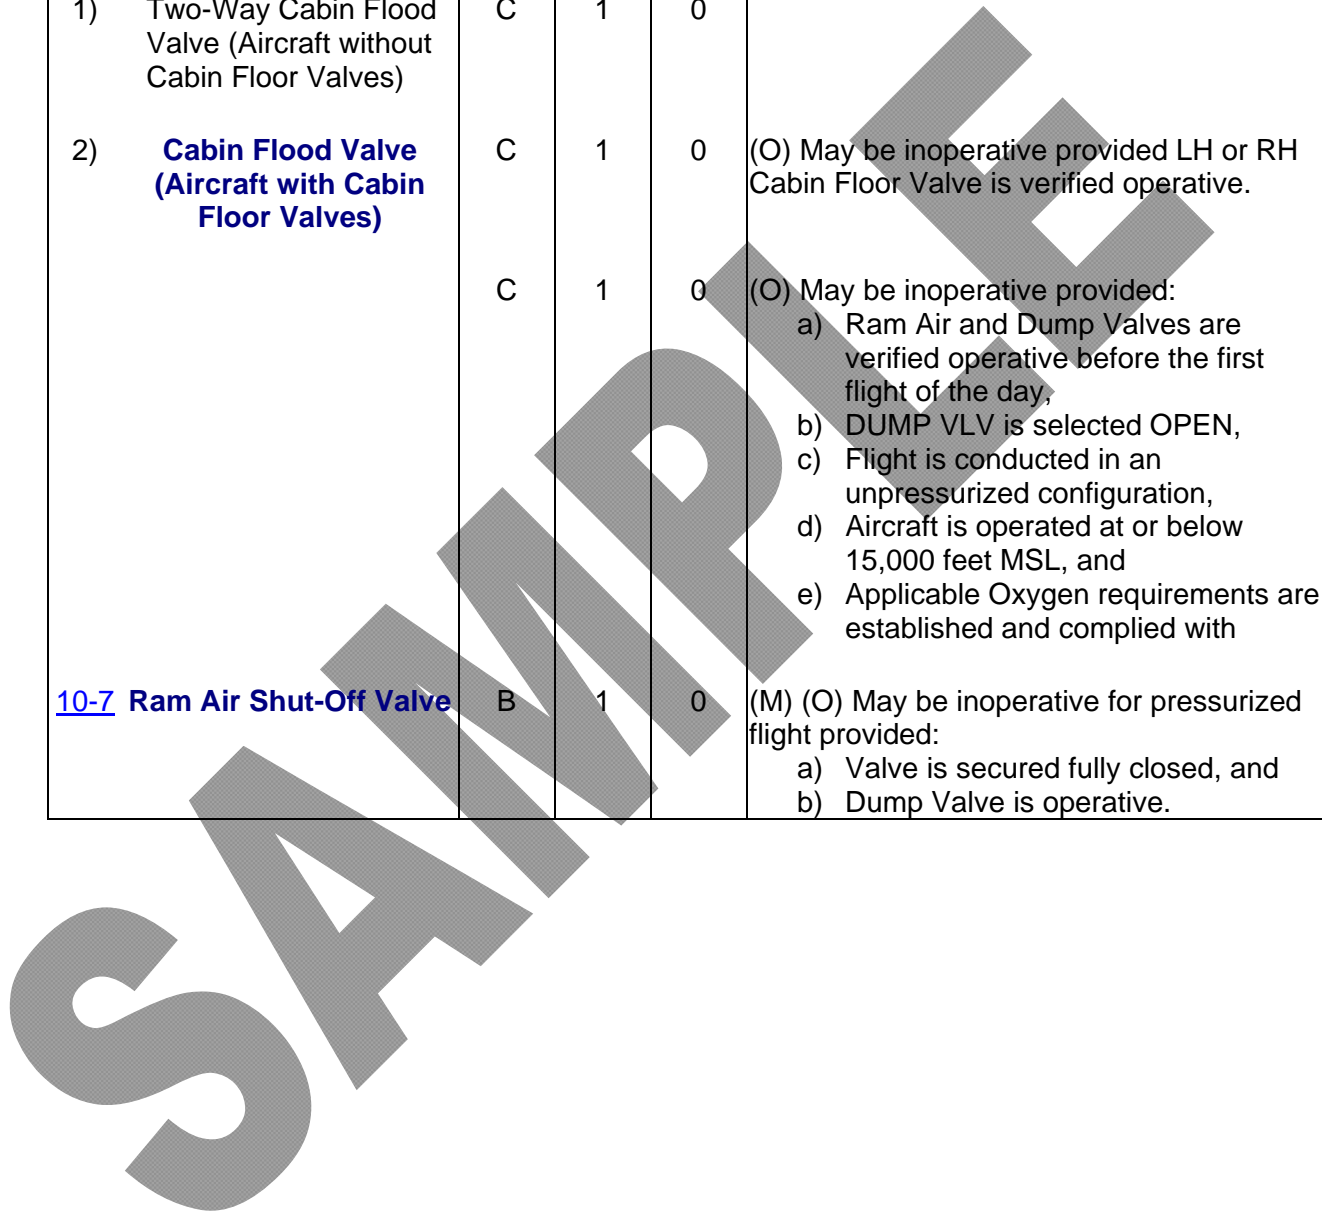 1) Two-Way Cabin Flood C 1 0
Valve (Aircraft without
Cabin Floor Valves)
2) Cabin Flood Valve C 1 0 (O) May be inoperative provided LH or RH
(Aircraft with Cabin Cabin Floor Valve is verified operative.
Floor Valves)
C 1 0 (O) May be inoperative provided:
a) Ram Air and Dump Valves are
verified operative before the first
flight of the day,
b) DUMP VLV is selected OPEN,
c) Flight is conducted in an
unpressurized configuration,
d) Aircraft is operated at or below
15,000 feet MSL, and
e) Applicable Oxygen requirements are
established and complied with
10-7 Ram Air Shut-Off Valve B 1 0 (M) (O) May be inoperative for pressurized
flight provided:
a) Valve is secured fully closed, and
b) Dump Valve is operative.
SAMPLE